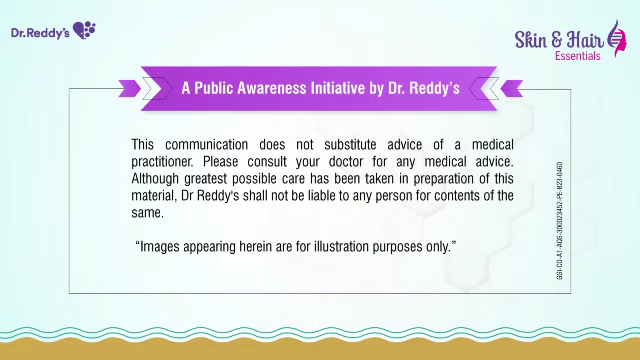 Dr.Reddy's
Skin & Hair
Essentials
A Public Awareness Initiative by Dr. Reddy's
This communication does not substitute advice of a medical
practitioner. Please consult your doctor for any medical advice.
Although greatest possible care has been taken in preparation of this
material, Dr Reddy's shall not be liable to any person for contents of the
same.
"Images appearing herein are for illustration purposes only."